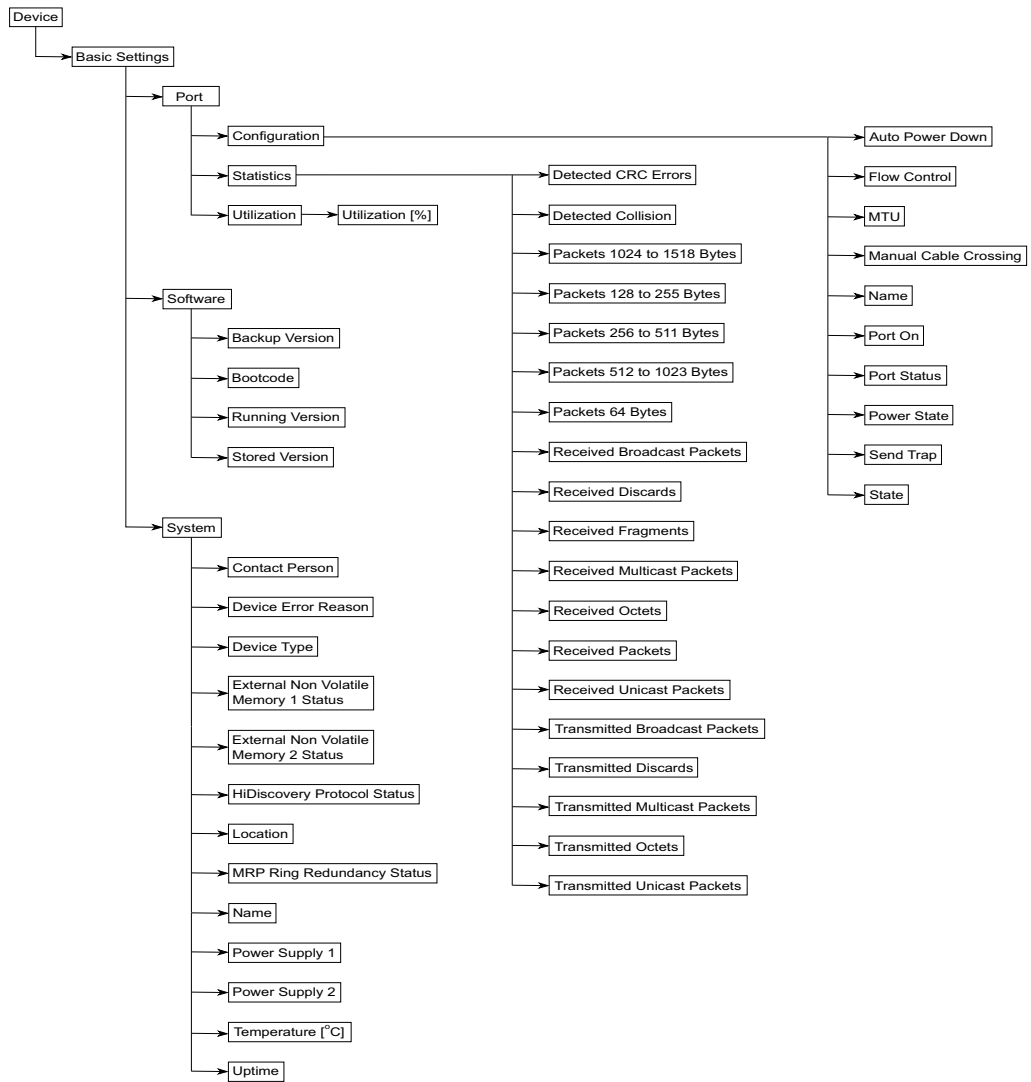 Device
Basic Settings
Port
Configuration
Auto Power Down
Statistics
Detected CRC Errors
Flow Control
Utilization
Utilization [%]
Detected Collision
MTU
Packets 1024 to 1518 Bytes
Manual Cable Crossing
Software
Packets 128 to 255 Bytes
Name
Backup Version
Packets 256 to 511 Bytes
Port On
Bootcode
Packets 512 to 1023 Bytes
Port Status
Running Version
Packets 64 Bytes
Power State
Stored Version
Received Broadcast Packets
Send Trap
Received Discards
State
System
Received Fragments
Contact Person
Received Multicast Packets
Device Error Reason
Received Octets
Device Type
Received Packets
External Non Volatile
Memory 1 Status
Received Unicast Packets
External Non Volatile
Memory 2 Status
Transmitted Broadcast Packets
Transmitted Discards
HiDiscovery Protocol Status
Transmitted Multicast Packets
Location
Transmitted Octets
MRP Ring Redundancy Status
Transmitted Unicast Packets
Name
Power Supply 1
Power Supply 2
Temperature [°C]
Uptime